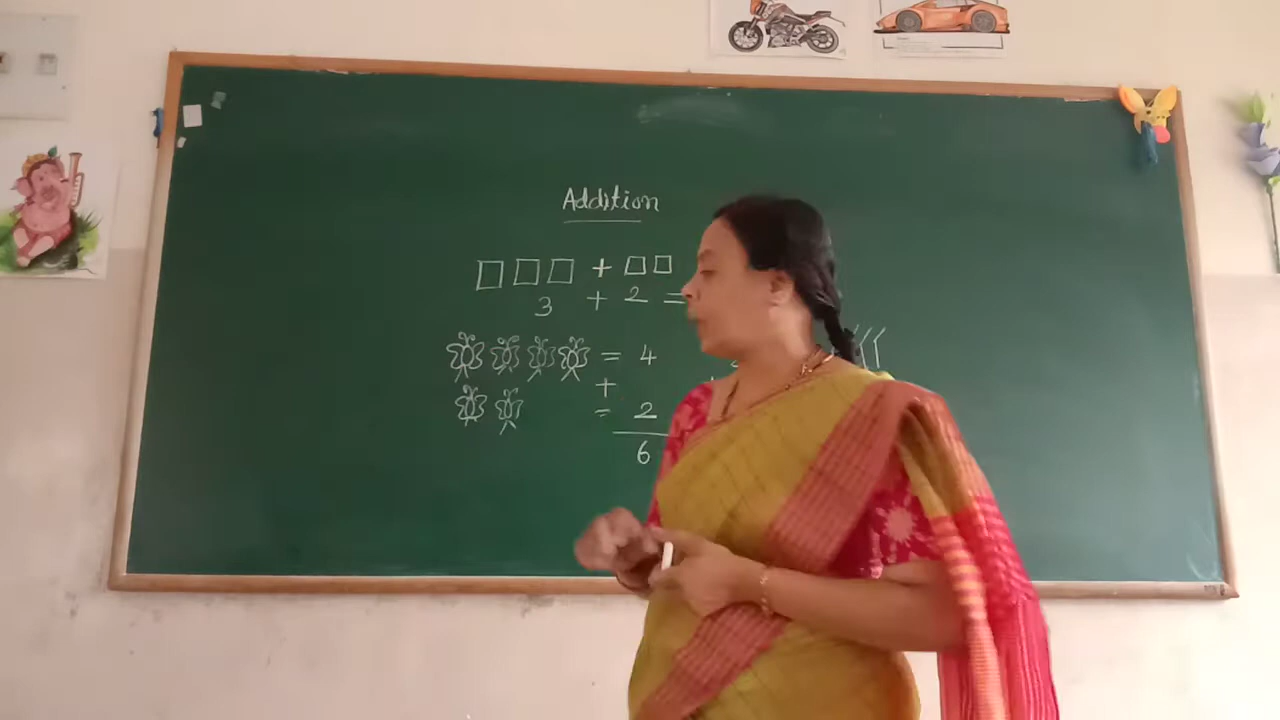 Addition
+
3 + 2 =
= 4
+
= 2
6